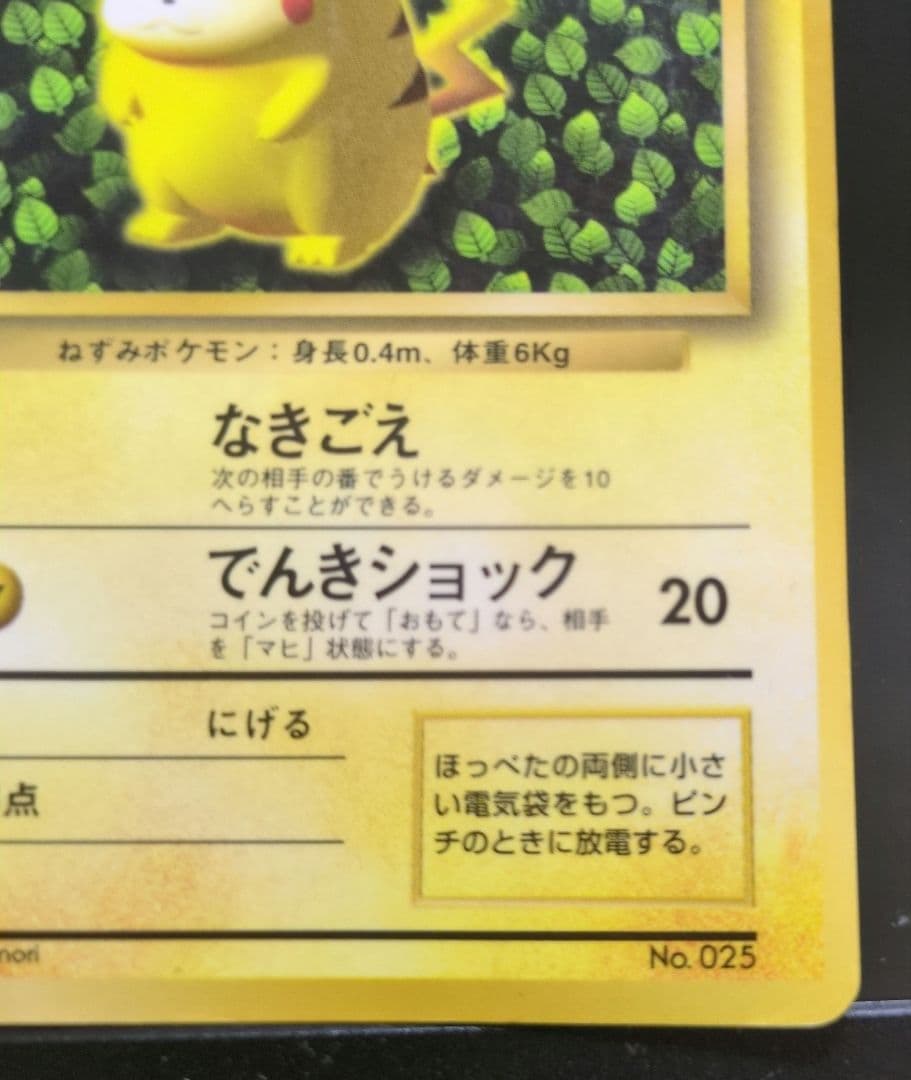 ねずみポケモン：身長0.4m、体重6Kg
なきごえ
次の相手の番でうけるダメージを10
へらすことができる。
でんきショック 20
コインを投げて「おもて」なら、相手
を「マヒ」状態にする。
にげる
点
ほっぺたの両側に小さ
い電気袋をもつ。ピン
チのときに放電する。
nori
No. 025